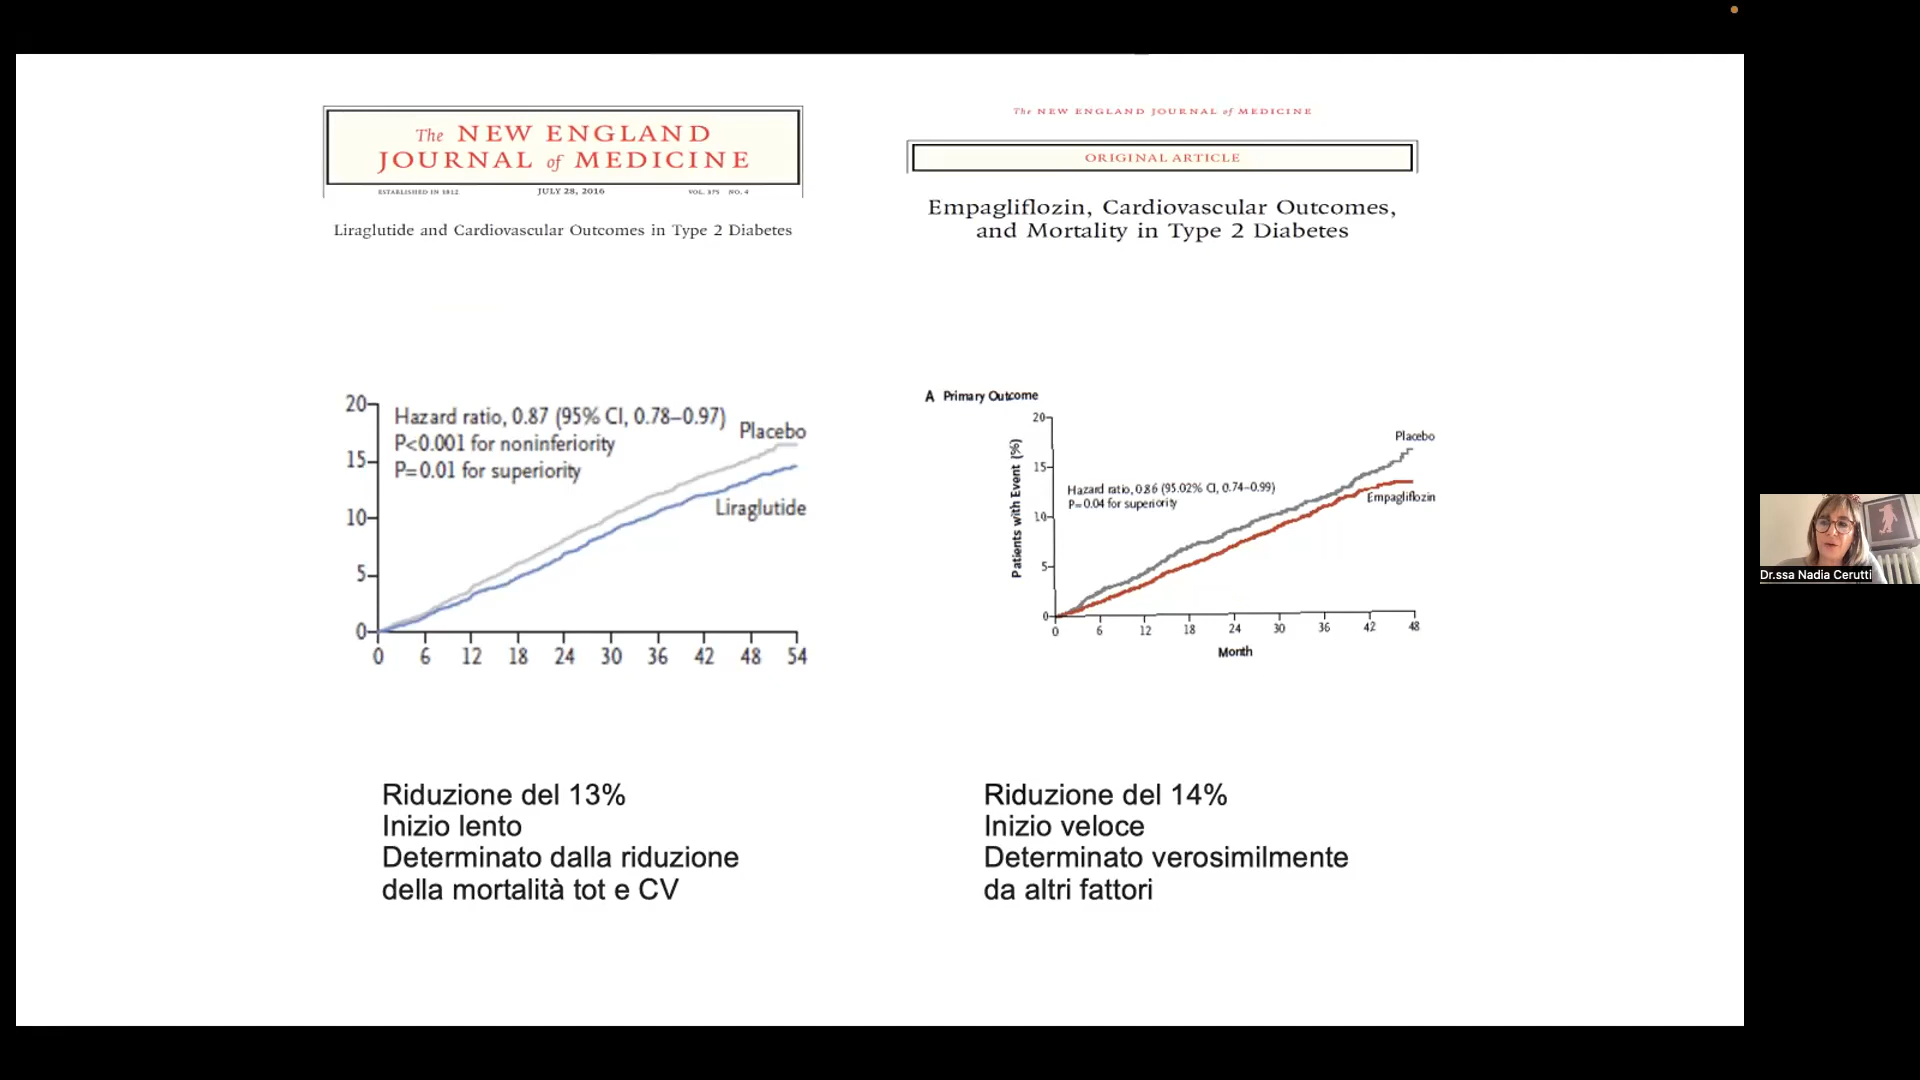 The NEW ENGLAND
JOURNAL of MEDICINE
ESTABLISHED IN 1812 JULY 28, 2016 VOL. 375 NO. 4
Liraglutide and Cardiovascular Outcomes in Type 2 Diabetes
20
15
10
5
0
Hazard ratio, 0.87 (95% CI, 0.78–0.97)
P<0.001 for noninferiority
P=0.01 for superiority
Placebo
Liraglutide
0 6 12 18 24 30 36 42 48 54
Riduzione del 13%
Inizio lento
Determinato dalla riduzione
della mortalità tot e CV
The NEW ENGLAND JOURNAL of MEDICINE
ORIGINAL ARTICLE
Empagliflozin, Cardiovascular Outcomes,
and Mortality in Type 2 Diabetes
A Primary Outcome
Patients with Event (%)
20
15
10
5
0
Placebo
Hazard ratio, 0.86 (95.02% CI, 0.74–0.99)
P=0.04 for superiority
Empagliflozin
0 6 12 18 24 30 36 42 48
Month
Riduzione del 14%
Inizio veloce
Determinato verosimilmente
da altri fattori
Dr.ssa Nadia Cerutti